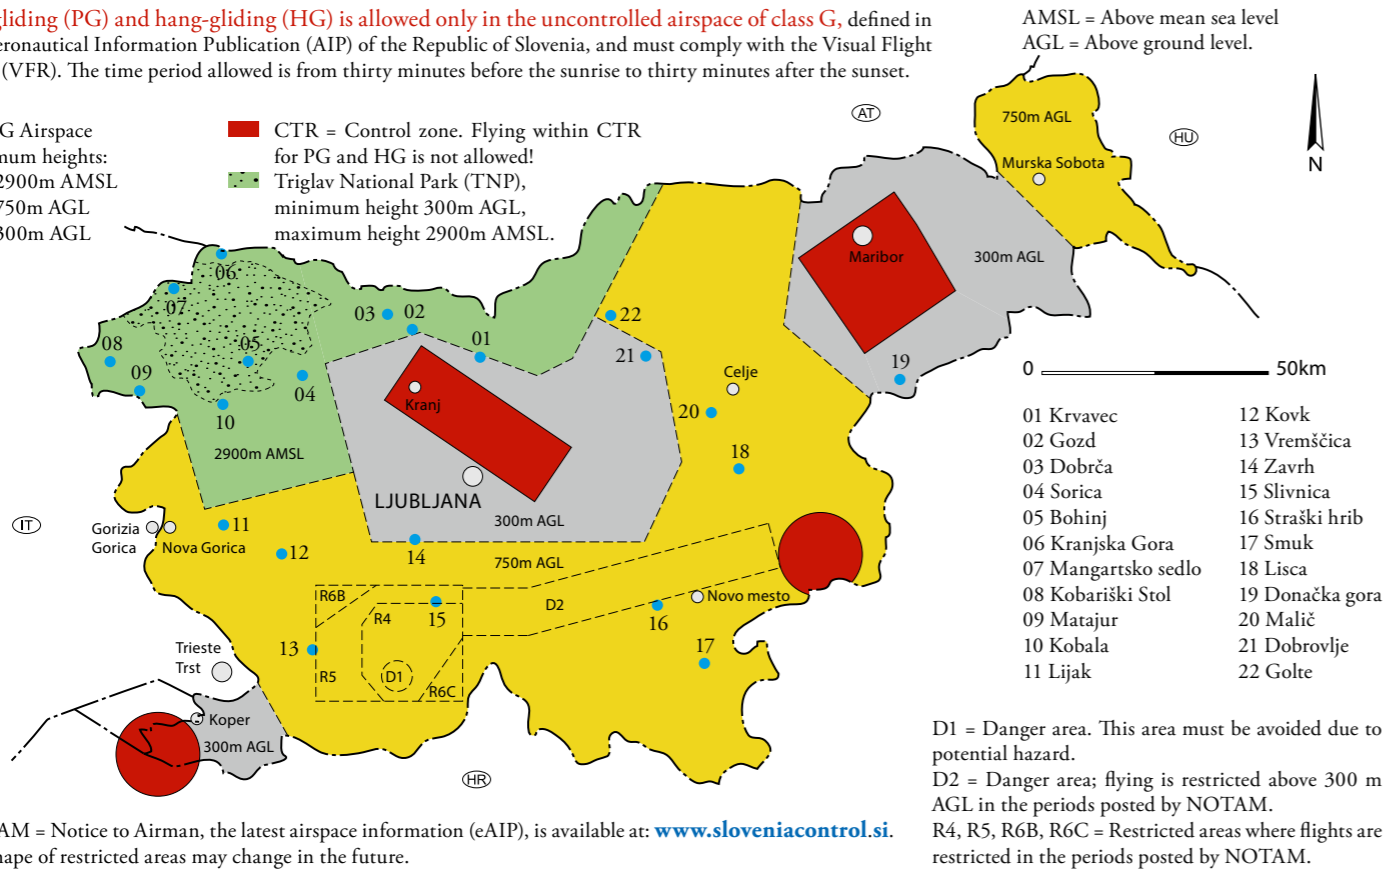 gliding (PG) and hang-gliding (HG) is allowed only in the uncontrolled airspace of class G, defined in
eronautical Information Publication (AIP) of the Republic of Slovenia, and must comply with the Visual Flight
(VFR). The time period allowed is from thirty minutes before the sunrise to thirty minutes after the sunset.
AMSL = Above mean sea level
AGL = Above ground level.
G Airspace
num heights:
2900m AMSL
750m AGL
300m AGL
CTR = Control zone. Flying within CTR
for PG and HG is not allowed!
Triglav National Park (TNP),
minimum height 300m AGL,
maximum height 2900m AMSL.
AT
HU
N
750m AGL
Murska Sobota
Maribor
300m AGL
06
07
03
02
01
22
21
08
05
09
04
10
19
Celje
Kranj
20
18
2900m AMSL
LJUBLJANA
300m AGL
IT
Gorizia
Gorica
Nova Gorica
11
12
14
750m AGL
R6B
R4
15
D2
16
Novo mesto
13
R5
D1
R6C
17
Trieste
Trst
Koper
300m AGL
HR
0
50km
01 Krvavec
02 Gozd
03 Dobrča
04 Sorica
05 Bohinj
06 Kranjska Gora
07 Mangartsko sedlo
08 Kobariški Stol
09 Matajur
10 Kobala
11 Lijak
12 Kovk
13 Vremščica
14 Zavrh
15 Slivnica
16 Straški hrib
17 Smuk
18 Lisca
19 Donačka gora
20 Malič
21 Dobrovlje
22 Golte
D1 = Danger area. This area must be avoided due to
potential hazard.
D2 = Danger area; flying is restricted above 300 m
AGL in the periods posted by NOTAM.
R4, R5, R6B, R6C = Restricted areas where flights are
restricted in the periods posted by NOTAM.
AM = Notice to Airman, the latest airspace information (eAIP), is available at: www.sloveniacontrol.si.
hape of restricted areas may change in the future.